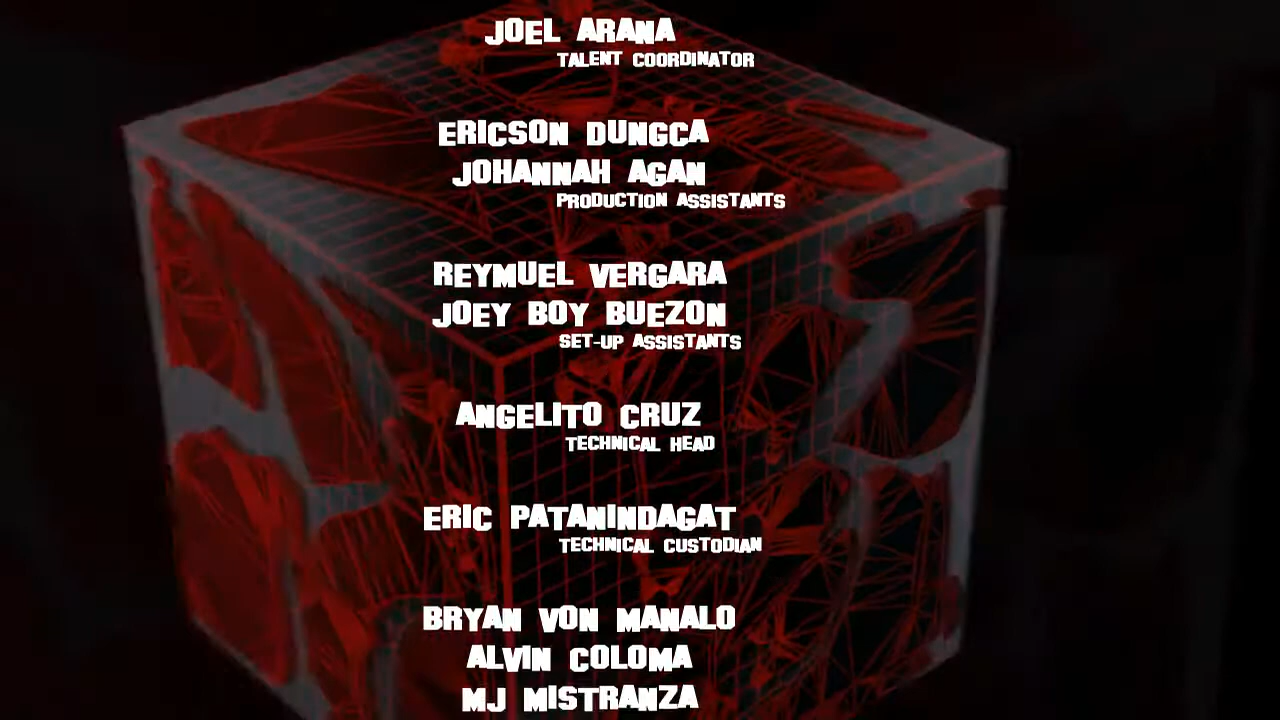 JOEL ARANA
TALENT COORDINATOR
ERICSON DUNGCA
JOHANNAH AGAN
PRODUCTION ASSISTANTS
REYMUEL VERGARA
JOEY BOY BUEZON
SET-UP ASSISTANTS
ANGELITO CRUZ
TECHNICAL HEAD
ERIC PATANINDAGAT
TECHNICAL CUSTODIAN
BRYAN VON MANALO
ALVIN COLOMA
MJ MISTRANZA